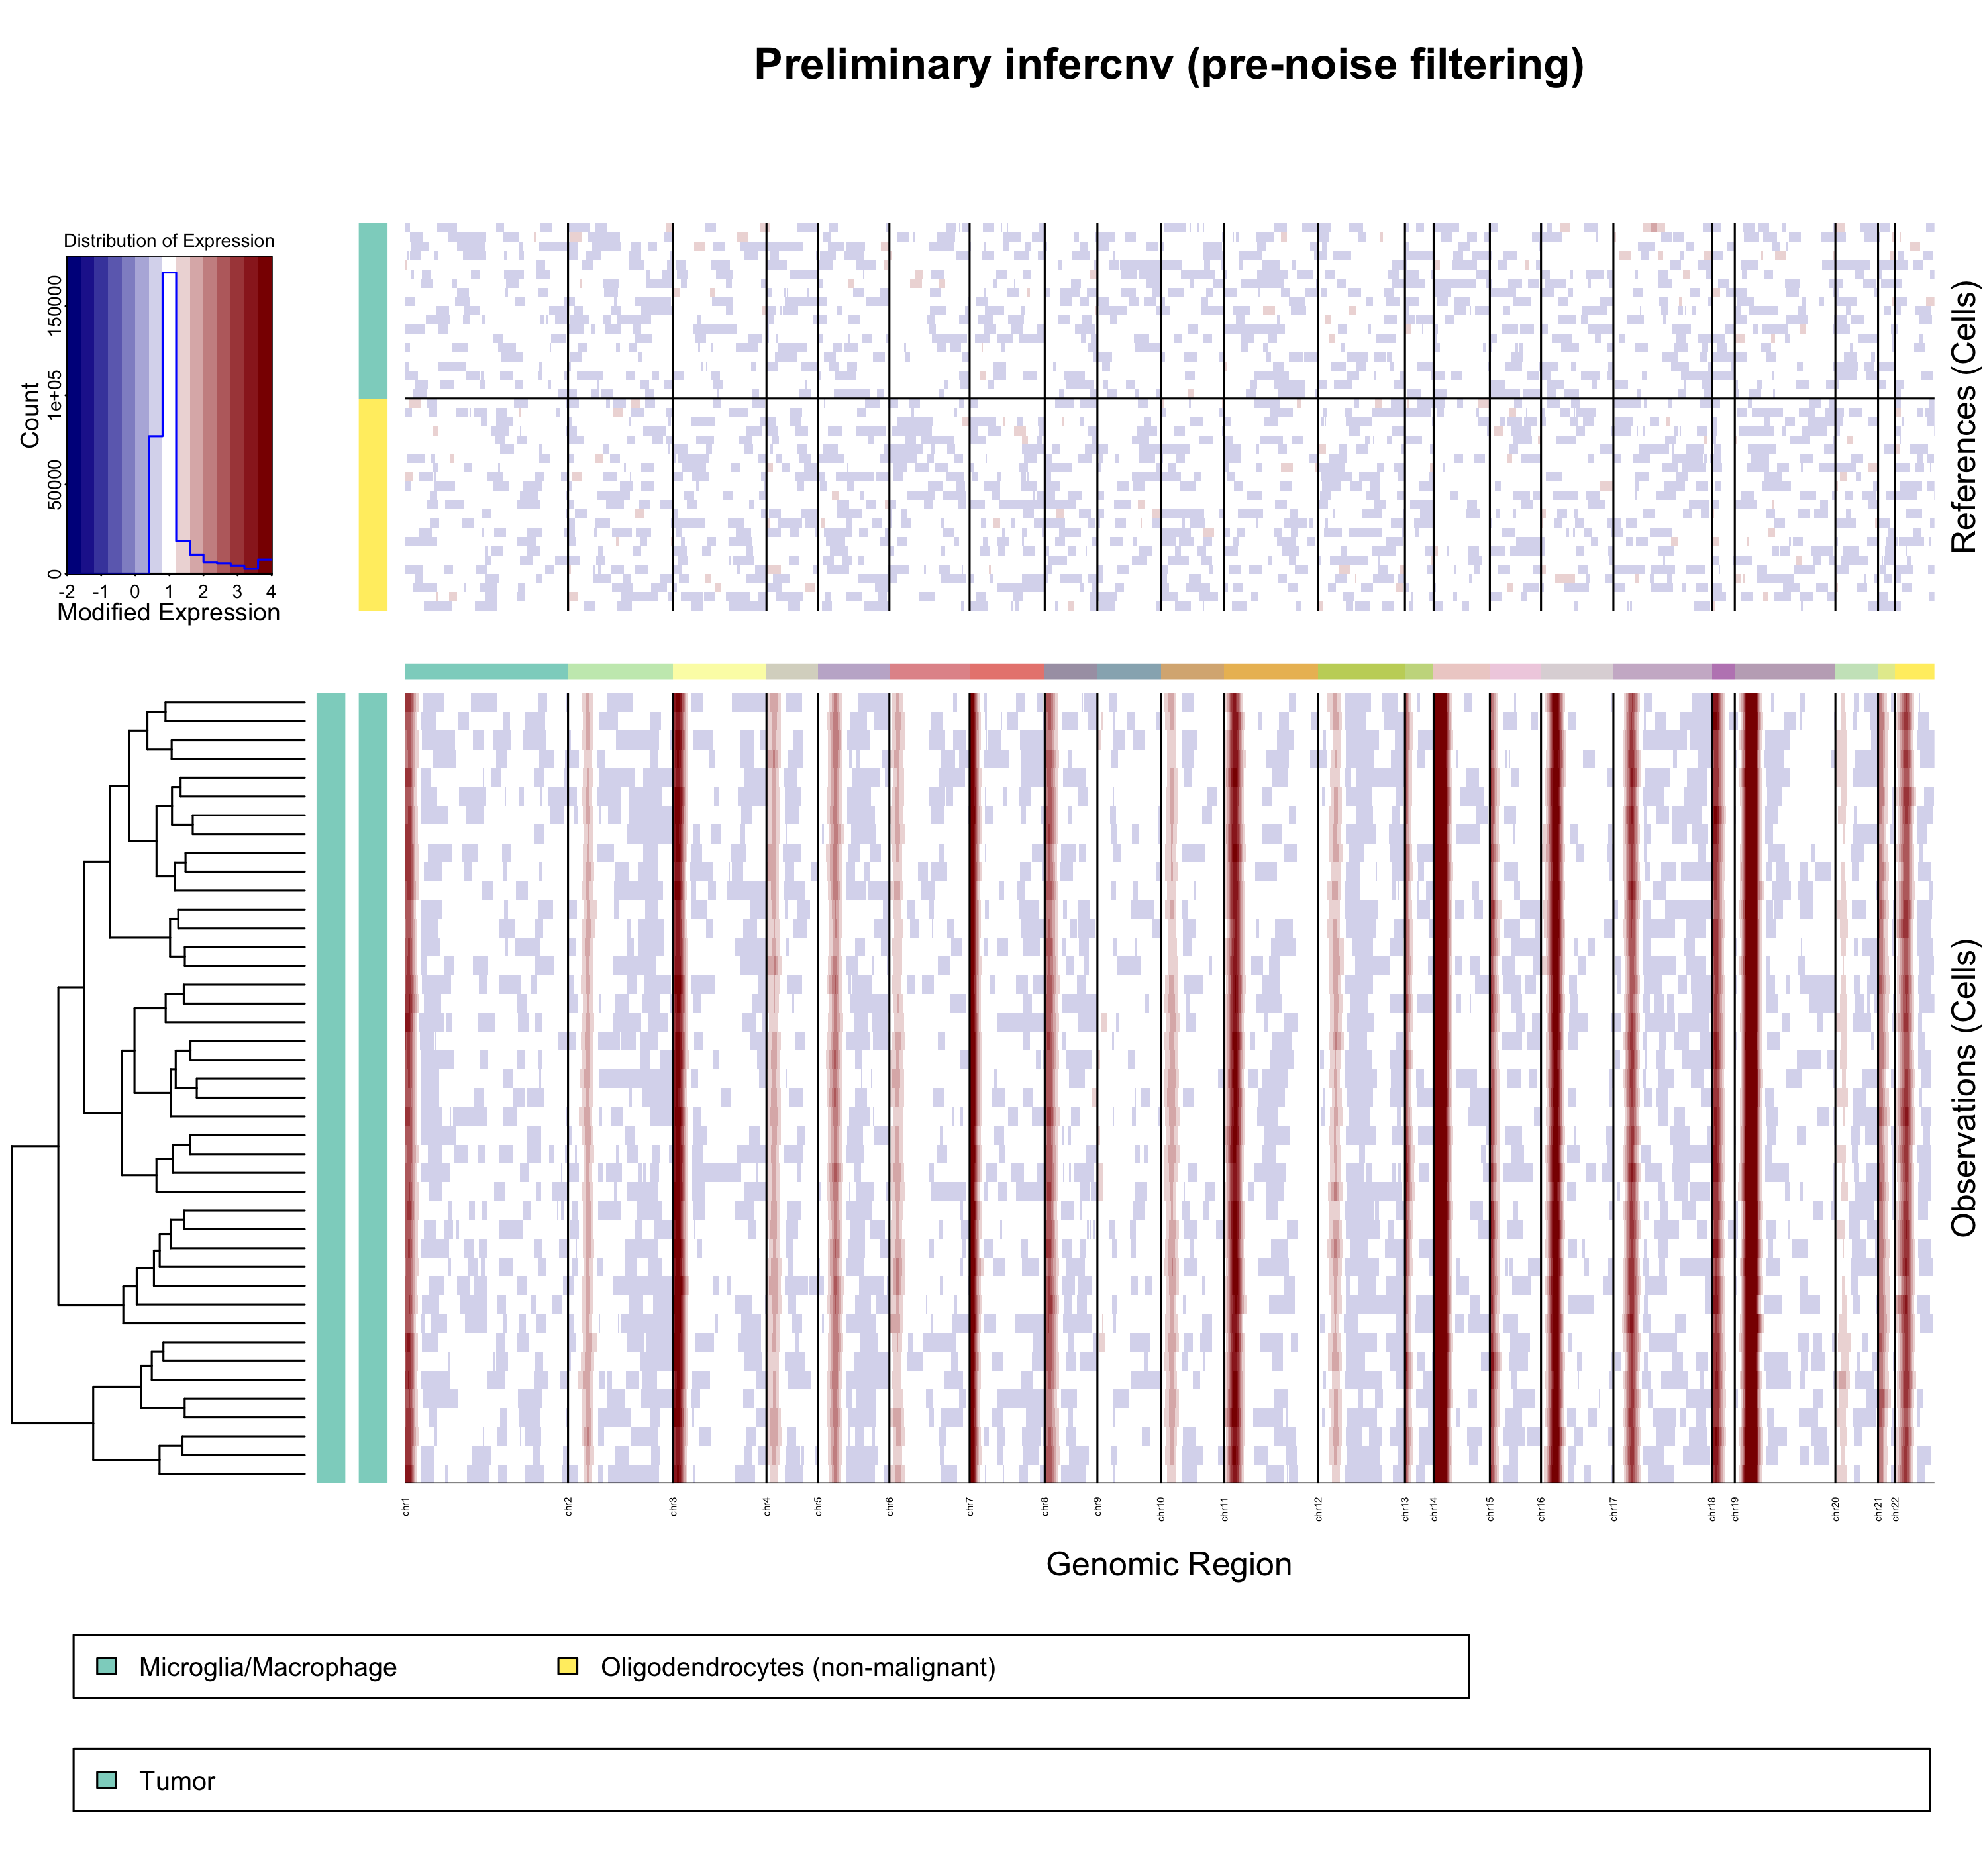 Preliminary infercnv (pre-noise filtering)
Distribution of Expression
Count
0
50000
1e+05
150000
-2 -1 0 1 2 3 4
Modified Expression
References (Cells)
Observations (Cells)
chr1 chr2 chr3 chr4 chr5 chr6 chr7 chr8 chr9 chr10 chr11 chr12 chr13 chr14 chr15 chr16 chr17 chr18 chr19 chr20 chr21 chr22
Genomic Region
Microglia/Macrophage Oligodendrocytes (non-malignant)
Tumor